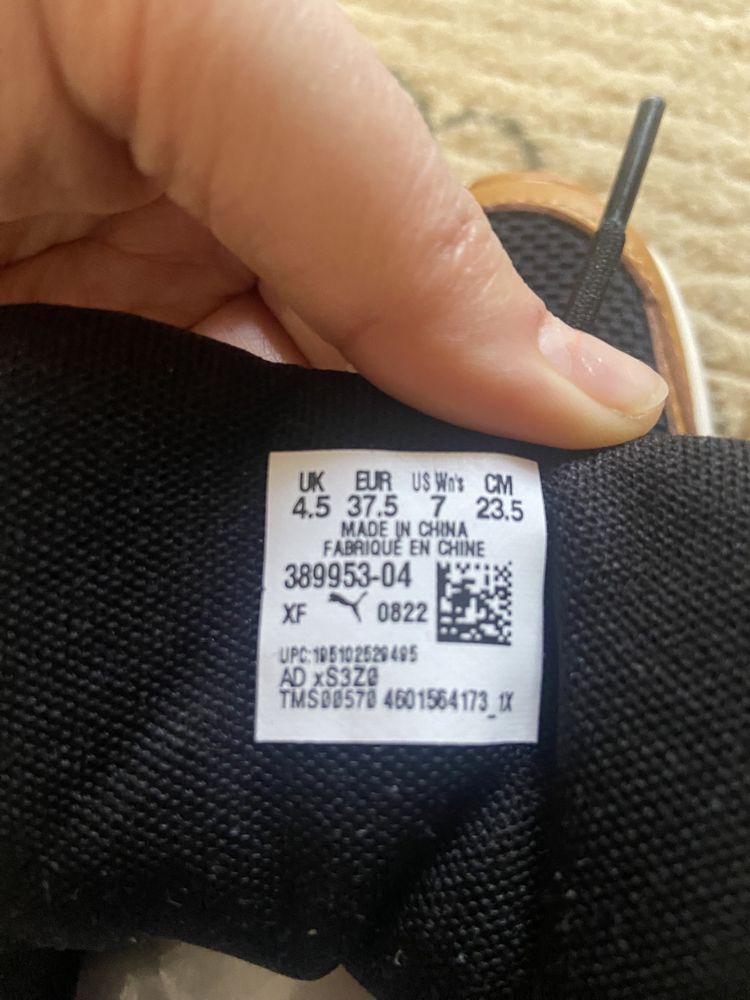 UK EUR US Wn's CM
4.5 37.5 7 23.5
MADE IN CHINA
FABRIQUÉ EN CHINE
389953-04
XF 0822
UPC:195102529495
AD xS3Z0
TMS00570 4601564173_1X